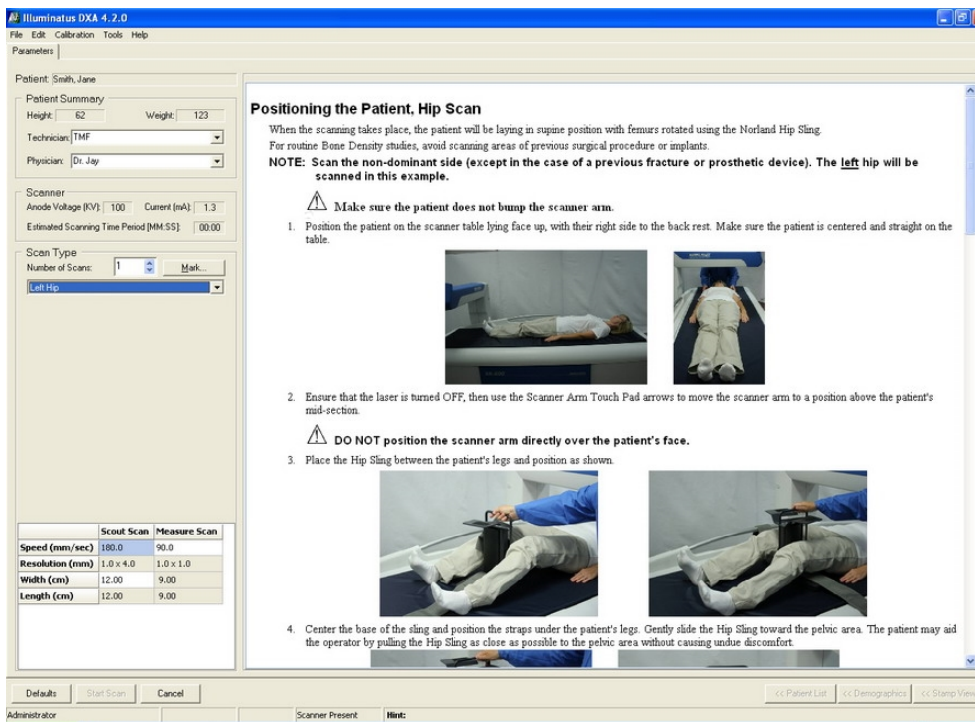 Illuminatus DXA 4.2.0
File Edit Calibration Tools Help
Parameters
Patient: Smith, Jane
Patient Summary
Height: 62 Weight: 123
Technician: TMF
Physician: Dr. Jay
Scanner
Anode Voltage (KV): 100 Current (mA): 1.3
Estimated Scanning Time Period [MM:SS]: 00:00
Scan Type
Number of Scans: 1 Mark...
Left Hip
Scout Scan Measure Scan
Speed (mm/sec) 180.0 90.0
Resolution (mm) 1.0 x 4.0 1.0 x 1.0
Width (cm) 12.00 9.00
Length (cm) 12.00 9.00
Positioning the Patient, Hip Scan
When the scanning takes place, the patient will be laying in supine position with femurs rotated using the Norland Hip Sling.
For routine Bone Density studies, avoid scanning areas of previous surgical procedure or implants.
NOTE: Scan the non-dominant side (except in the case of a previous fracture or prosthetic device). The left hip will be
scanned in this example.
Make sure the patient does not bump the scanner arm.
1. Position the patient on the scanner table lying face up, with their right side to the back rest. Make sure the patient is centered and straight on the
table.
2. Ensure that the laser is turned OFF, then use the Scanner Arm Touch Pad arrows to move the scanner arm to a position above the patient's
mid-section.
DO NOT position the scanner arm directly over the patient's face.
3. Place the Hip Sling between the patient's legs and position as shown.
4. Center the base of the sling and position the straps under the patient's legs. Gently slide the Hip Sling toward the pelvic area. The patient may aid
the operator by pulling the Hip Sling as close as possible to the pelvic area without causing undue discomfort.
Defaults Start Scan Cancel << Patient List << Demographics << Stamp View
Administrator Scanner Present Hint: